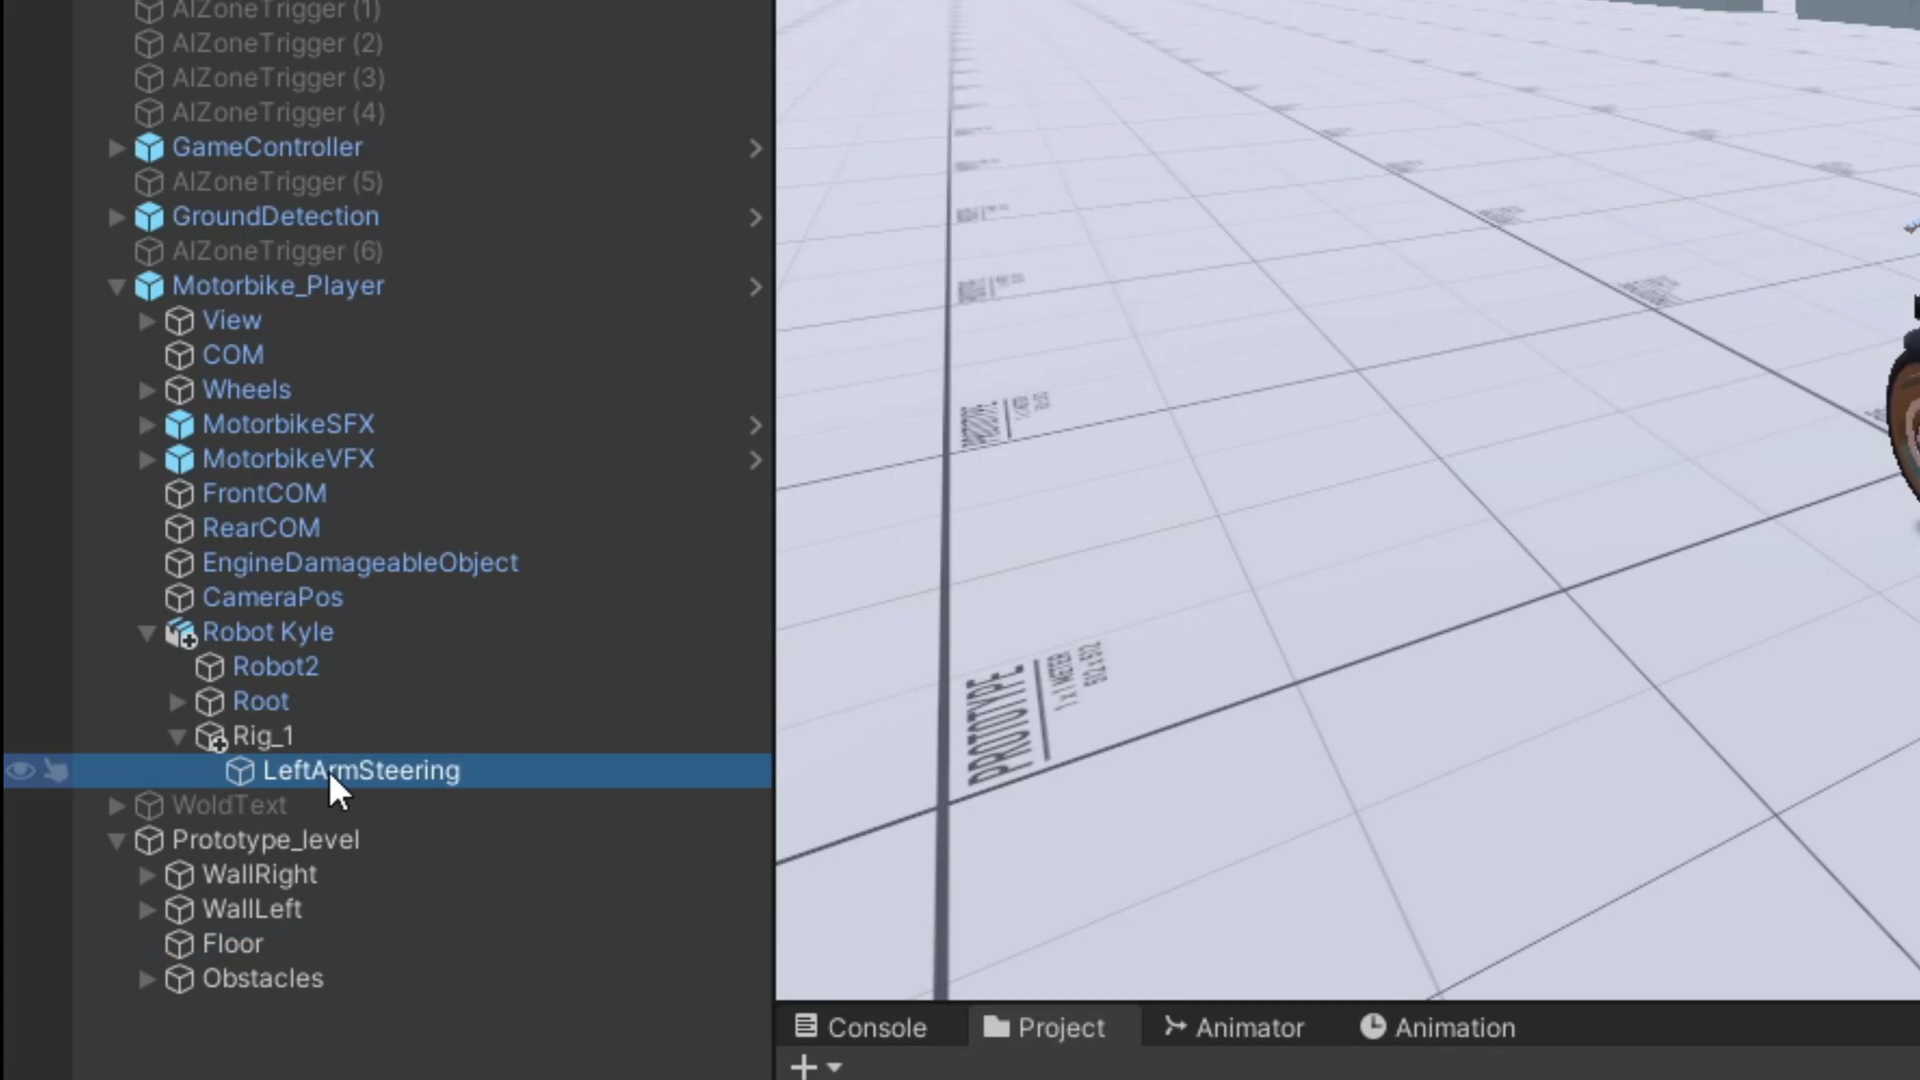 AIZoneTrigger (1)
AIZoneTrigger (2)
AIZoneTrigger (3)
AIZoneTrigger (4)
GameController
AIZoneTrigger (5)
GroundDetection
AIZoneTrigger (6)
Motorbike_Player
View
COM
Wheels
MotorbikeSFX
MotorbikeVFX
FrontCOM
RearCOM
EngineDamageableObject
CameraPos
Robot Kyle
Robot2
Root
Rig_1
LeftArmSteering
WoldText
Prototype_level
WallRight
WallLeft
Floor
Obstacles
PROTOTYPE
Console
Project
Animator
Animation